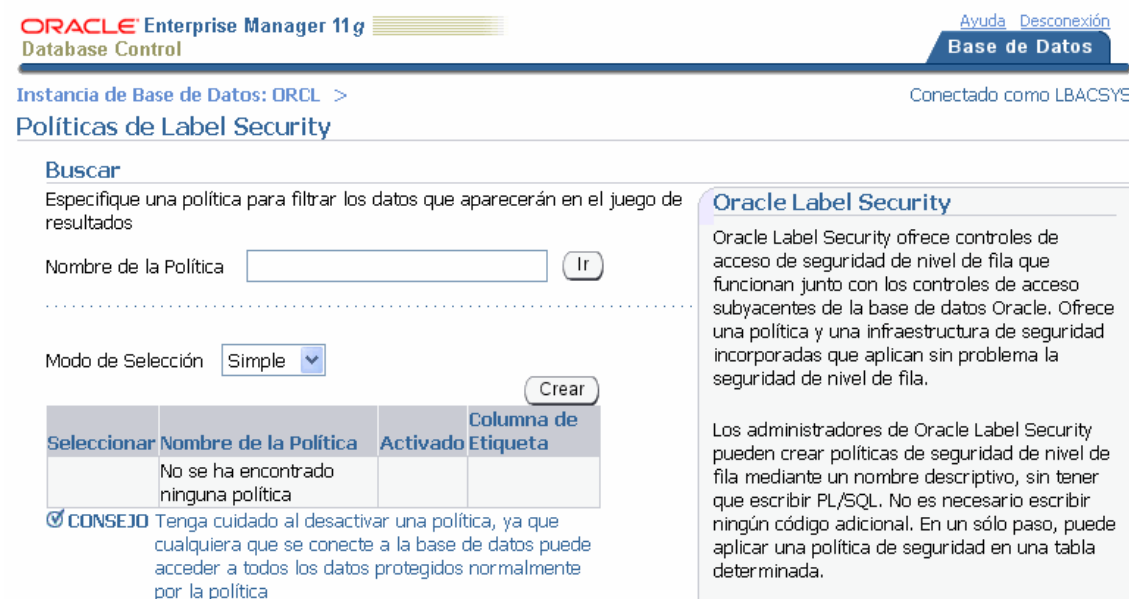 ORACLE Enterprise Manager 11g
Database Control
Ayuda Desconexión
Base de Datos
Instancia de Base de Datos: ORCL >
Conectado como LBACSYS
Políticas de Label Security
Buscar
Especifique una política para filtrar los datos que aparecerán en el juego de
resultados
Nombre de la Política
Ir
Modo de Selección Simple
Crear
Seleccionar Nombre de la Política Activado Columna de
Etiqueta
No se ha encontrado
ninguna política
CONSEJO Tenga cuidado al desactivar una política, ya que
cualquiera que se conecte a la base de datos puede
acceder a todos los datos protegidos normalmente
por la política
Oracle Label Security
Oracle Label Security ofrece controles de
acceso de seguridad de nivel de fila que
funcionan junto con los controles de acceso
subyacentes de la base de datos Oracle. Ofrece
una política y una infraestructura de seguridad
incorporadas que aplican sin problema la
seguridad de nivel de fila.
Los administradores de Oracle Label Security
pueden crear políticas de seguridad de nivel de
fila mediante un nombre descriptivo, sin tener
que escribir PL/SQL. No es necesario escribir
ningún código adicional. En un sólo paso, puede
aplicar una política de seguridad en una tabla
determinada.